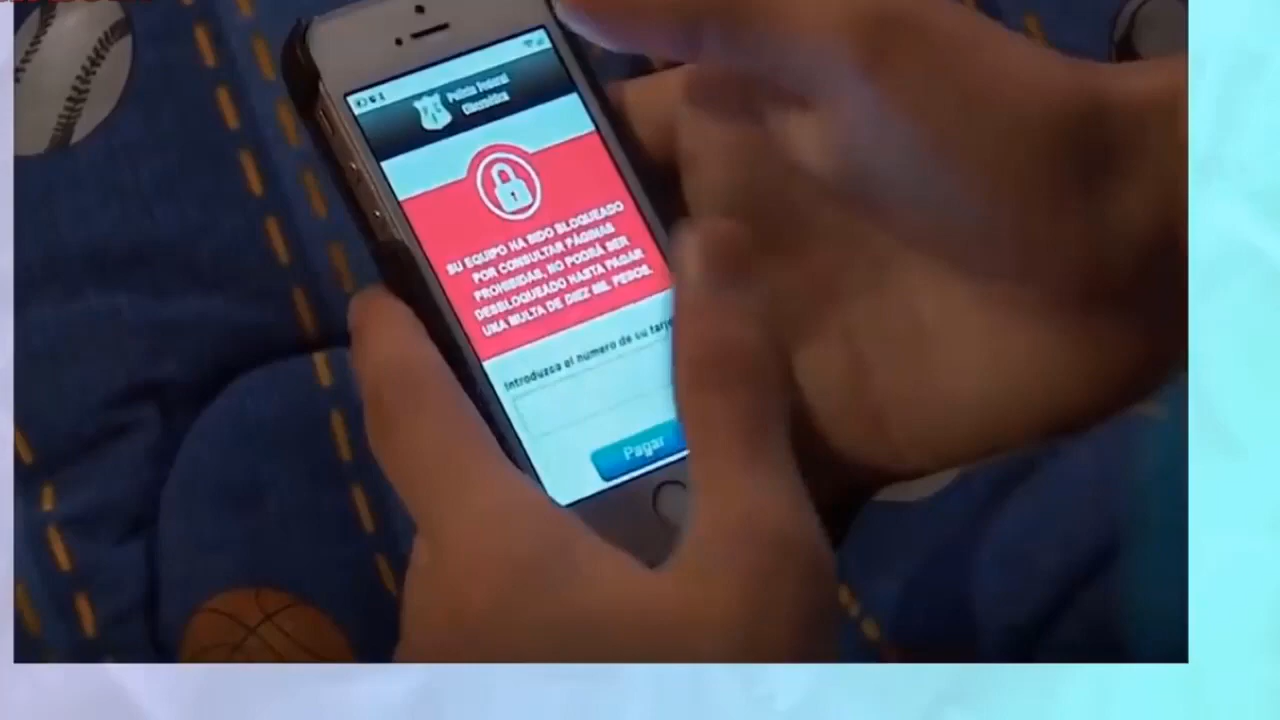 Policía Federal
Cibernética
SU EQUIPO HA SIDO BLOQUEADO
POR CONSULTAR PÁGINAS
PROHIBIDAS, NO PODRÁ SER
DESBLOQUEADO HASTA PAGAR
UNA MULTA DE DIEZ MIL PESOS.
Introduzca el número de su tarje
Pagar